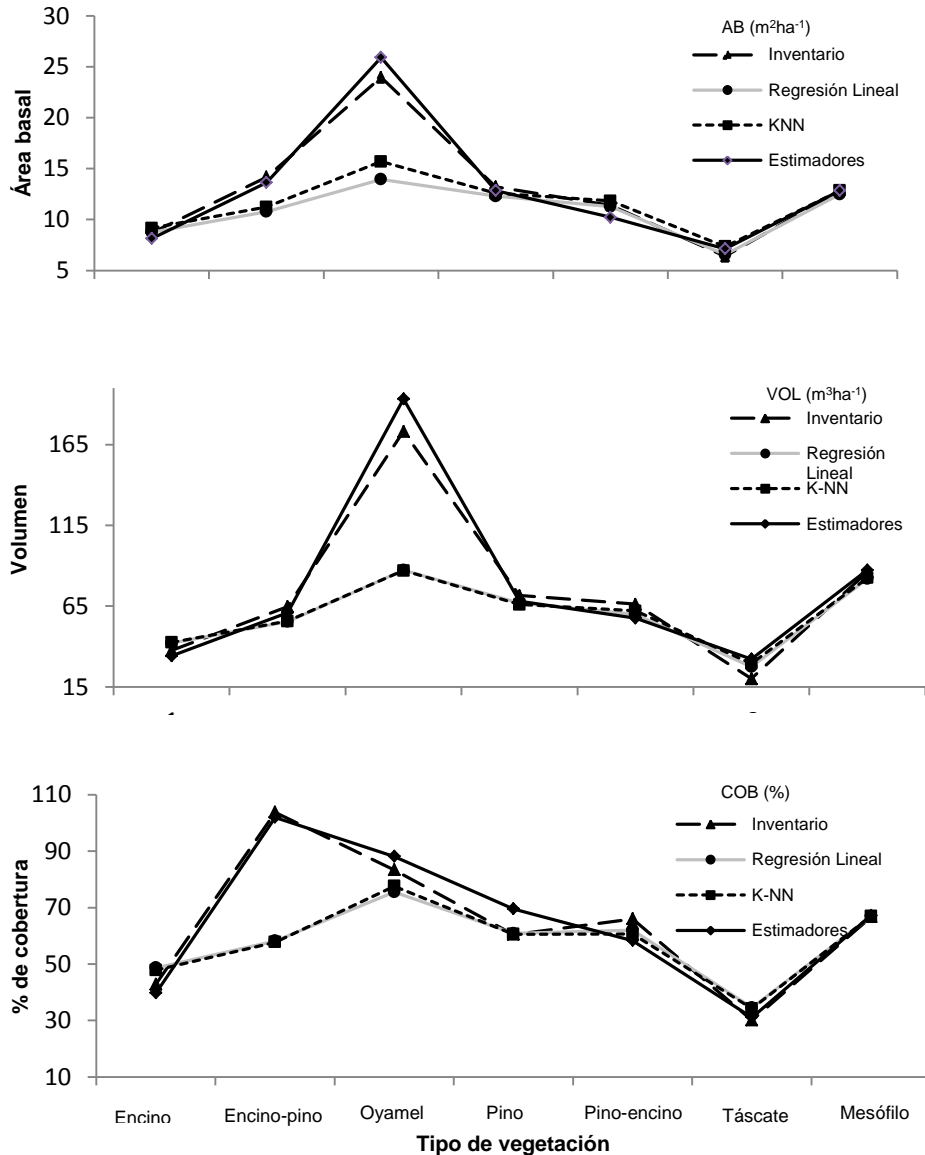 30
25
20
15
10
5
Área basal
AB (m²ha⁻¹)
Inventario
Regresión Lineal
KNN
Estimadores
165
115
65
15
Volumen
VOL (m³ha⁻¹)
Inventario
Regresión
Lineal
K-NN
Estimadores
110
90
70
50
30
10
% de cobertura
COB (%)
Inventario
Regresión Lineal
K-NN
Estimadores
Encino
Encino-pino
Oyamel
Pino
Pino-encino
Táscate
Mesófilo
Tipo de vegetación